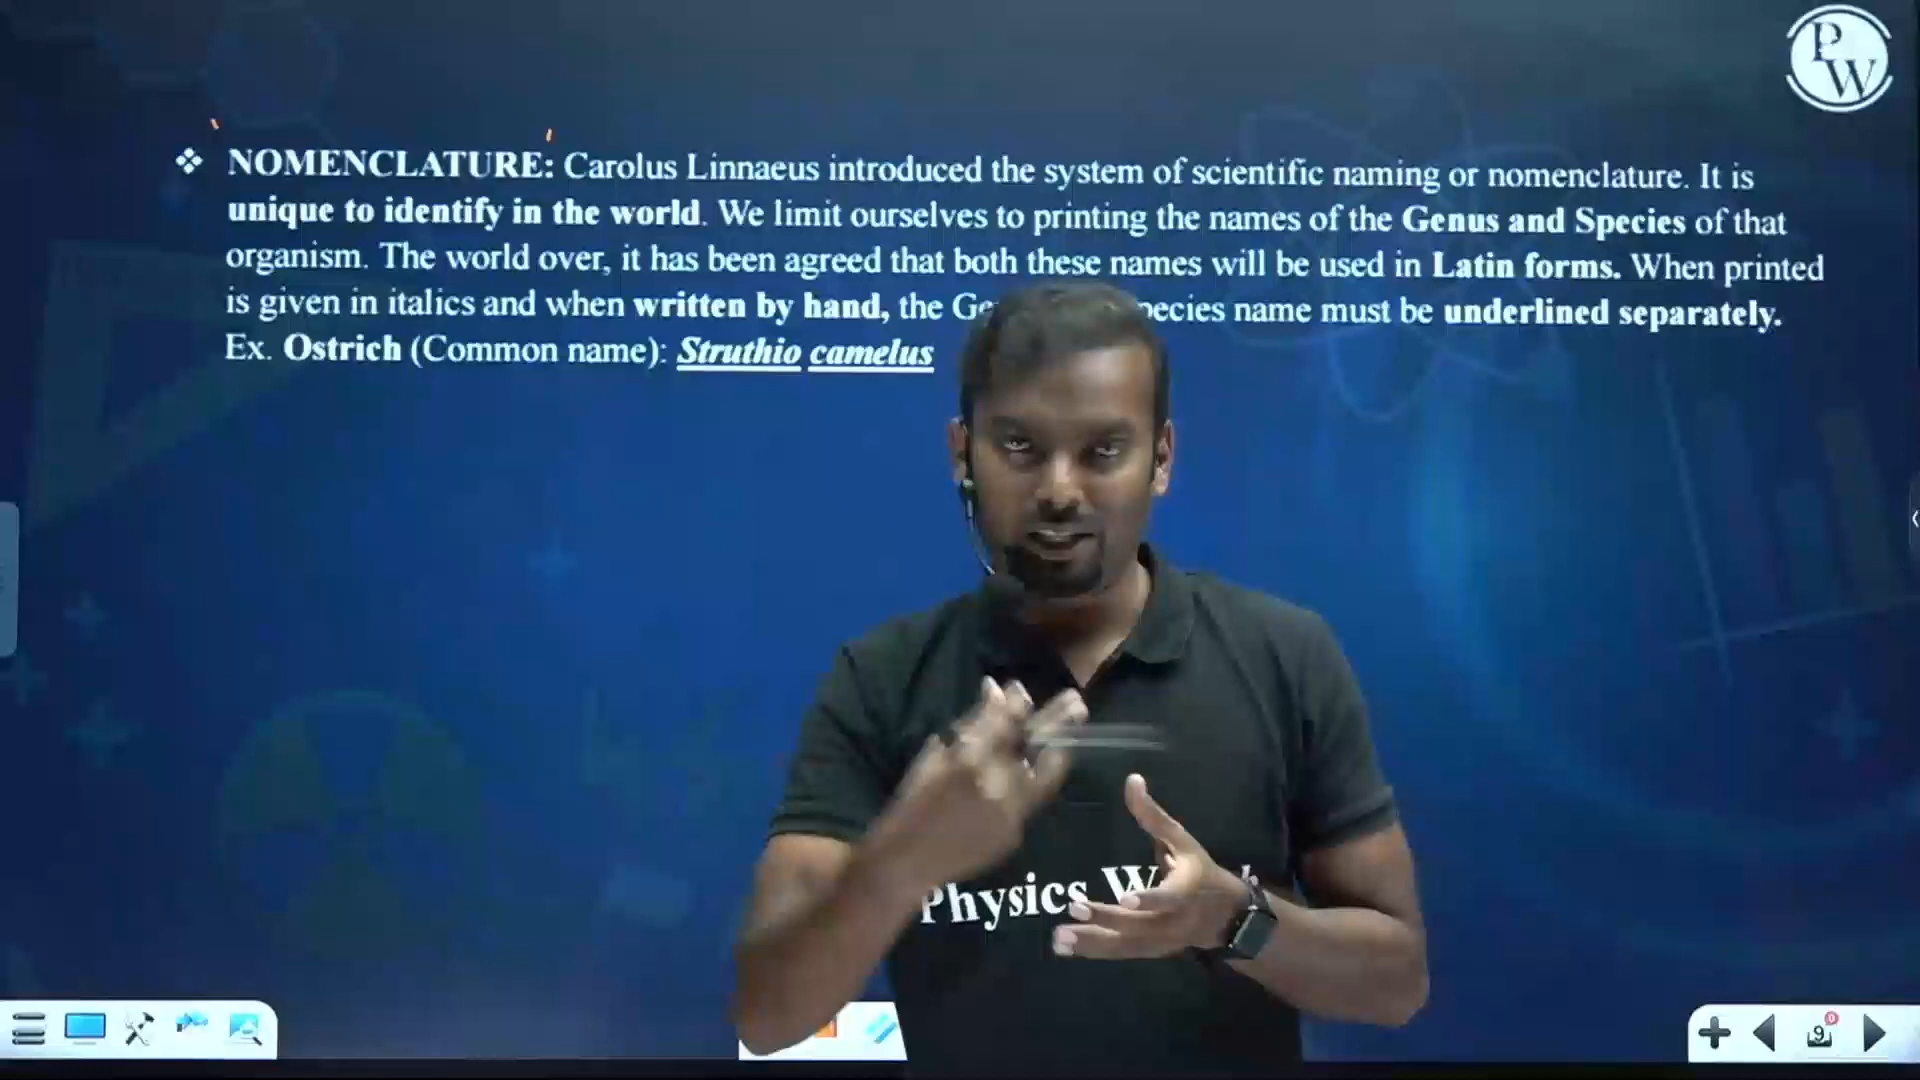 PW
❖ NOMENCLATURE: Carolus Linnaeus introduced the system of scientific naming or nomenclature. It is
unique to identify in the world. We limit ourselves to printing the names of the Genus and Species of that
organism. The world over, it has been agreed that both these names will be used in Latin forms. When printed
is given in italics and when written by hand, the Ge pecies name must be underlined separately.
Ex. Ostrich (Common name): Struthio camelus
Physics W
9
0